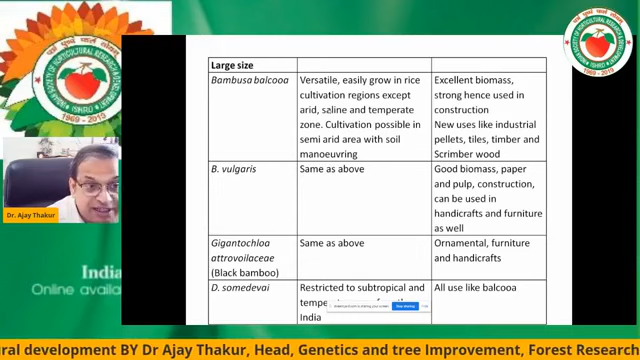 Large size
Bambusa balcooa
Versatile, easily grow in rice
cultivation regions except
arid, saline and temperate
zone. Cultivation possible in
semi arid area with soil
manoeuvring
Excellent biomass,
strong hence used in
construction
New uses like industrial
pellets, tiles, timber and
Scrimber wood
B. vulgaris
Same as above
Good biomass, paper
and pulp, construction,
can be used in
handicrafts and furniture
as well
Gigantochloa
attrovoilaceae
(Black bamboo)
Same as above
Ornamental, furniture
and handicrafts
D. somedevai
Restricted to subtropical and
India
All use like balcooa
Stop sharing
1969 - 2019
Dr. Ajay Thakur
India
Online availa
ural development BY Dr Ajay Thakur, Head, Genetics and tree Improvement, Forest Research